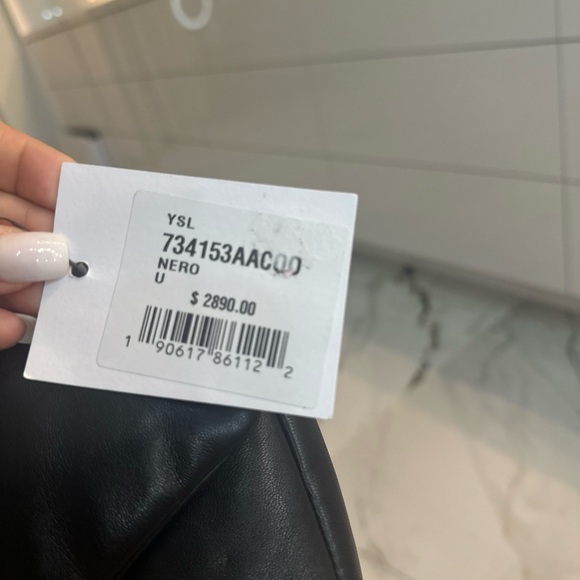 YSL
734153AAC00
NERO
U
$ 2890.00
1 90617 86112 2